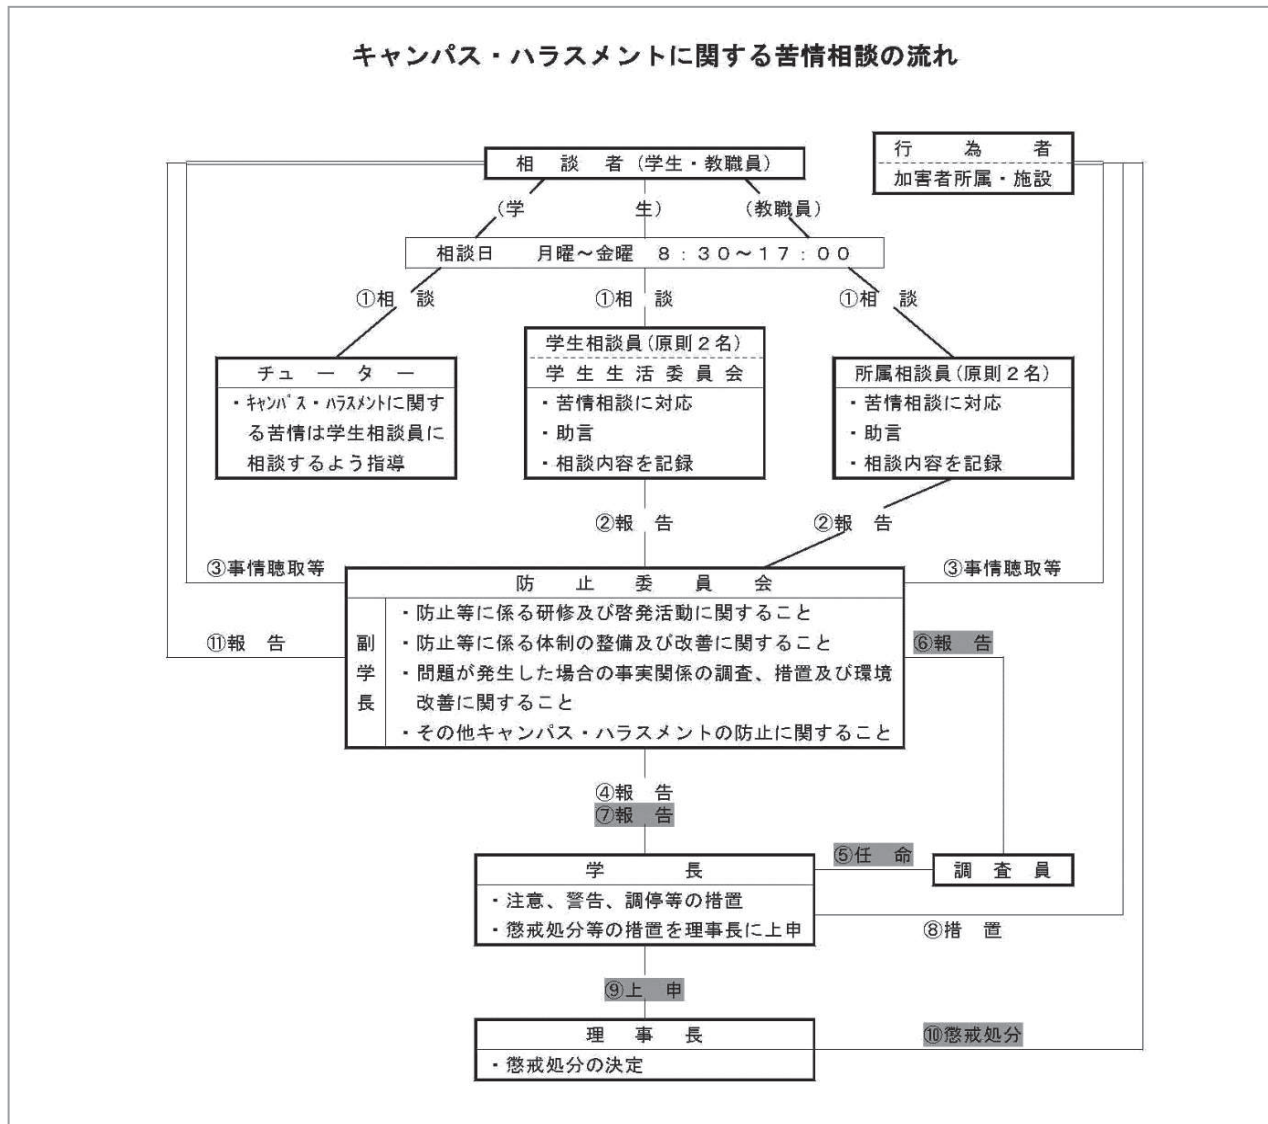 キャンパス・ハラスメントに関する苦情相談の流れ
相　談　者（学生・教職員）
行　為　者
加害者所属・施設
（学　生）
（教職員）
相談日　月曜～金曜　８：３０～１７：００
①相　談
①相　談
①相　談
チ　ュ　ー　タ　ー
・ｷｬﾝﾊﾟｽ・ﾊﾗｽﾒﾝﾄに関す
る苦情は学生相談員に
相談するよう指導
学生相談員（原則２名）
学生生活委員会
・苦情相談に対応
・助言
・相談内容を記録
所属相談員（原則２名）
・苦情相談に対応
・助言
・相談内容を記録
②報　告
②報　告
③事情聴取等
③事情聴取等
防　止　委　員　会
副学長
・防止等に係る研修及び啓発活動に関すること
・防止等に係る体制の整備及び改善に関すること
・問題が発生した場合の事実関係の調査、措置及び環境
改善に関すること
・その他キャンパス・ハラスメントの防止に関すること
⑪報　告
⑥報　告
④報　告
⑦報　告
学　長
・注意、警告、調停等の措置
・懲戒処分等の措置を理事長に上申
⑤任　命
調　査　員
⑧措　置
⑨上　申
理　事　長
・懲戒処分の決定
⑩懲戒処分